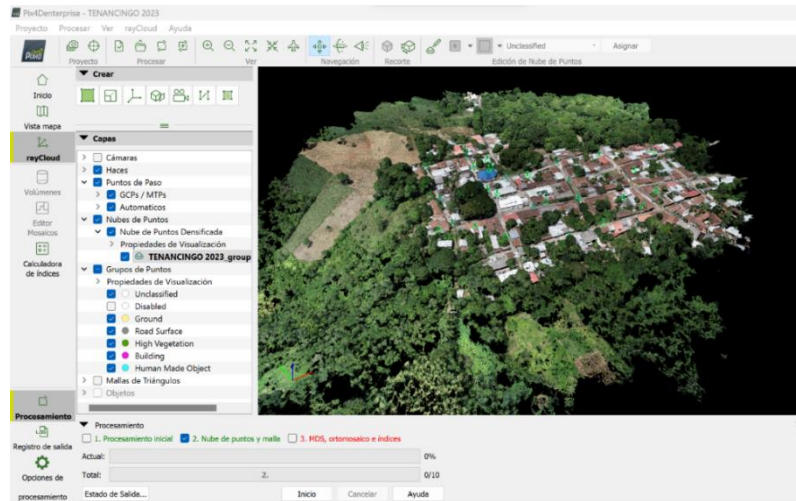 Pix4Denterprise - TENANCINGO 2023
Proyecto Procesar Ver rayCloud Ayuda
Proyecto Procesar Ver Navegación Recorte Edición de Nube de Puntos
Unclassified Asignar
Inicio
Vista mapa
rayCloud
Volúmenes
Editor
Mosaicos
Calculadora
de índices
Crear
Capas
Cámaras
Haces
Puntos de Paso
GCPs / MTPs
Automaticos
Nubes de Puntos
Nube de Puntos Densificada
Propiedades de Visualización
TENANCINGO 2023_group
Grupos de Puntos
Propiedades de Visualización
Unclassified
Disabled
Ground
Road Surface
High Vegetation
Building
Human Made Object
Mallas de Triángulos
Objetos
Procesamiento
Registro de salida
Opciones de
procesamiento
Procesamiento
1. Procesamiento inicial 2. Nube de puntos y malla 3. MDS, ortomosaico e índices
Actual: 0%
Total: 2. 0/10
Estado de Salida... Inicio Cancelar Ayuda